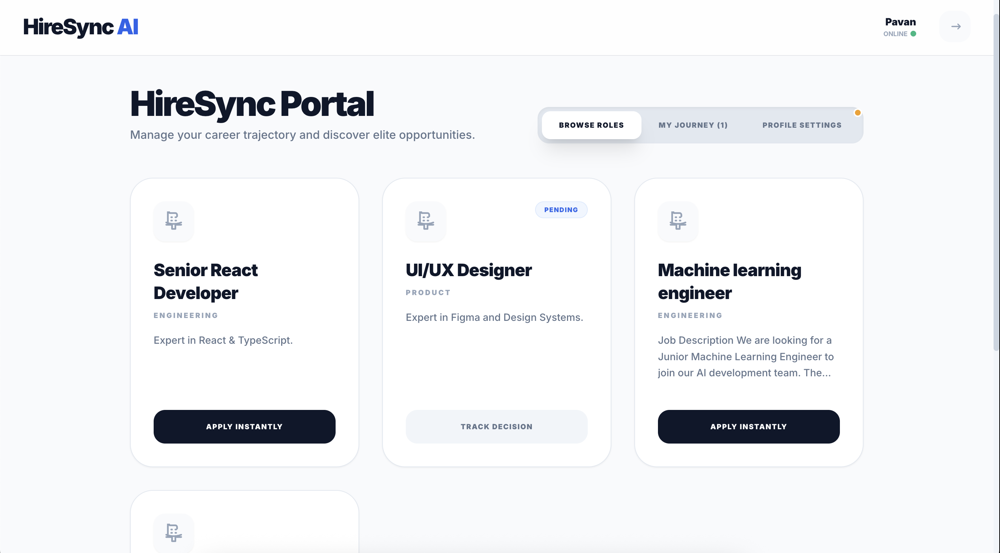 HireSync AI
Pavan
ONLINE
HireSync Portal
Manage your career trajectory and discover elite opportunities.
BROWSE ROLES
MY JOURNEY (1)
PROFILE SETTINGS
Senior React
Developer
ENGINEERING
Expert in React & TypeScript.
APPLY INSTANTLY
PENDING
UI/UX Designer
PRODUCT
Expert in Figma and Design Systems.
TRACK DECISION
Machine learning
engineer
ENGINEERING
Job Description We are looking for a
Junior Machine Learning Engineer to
join our AI development team. The...
APPLY INSTANTLY